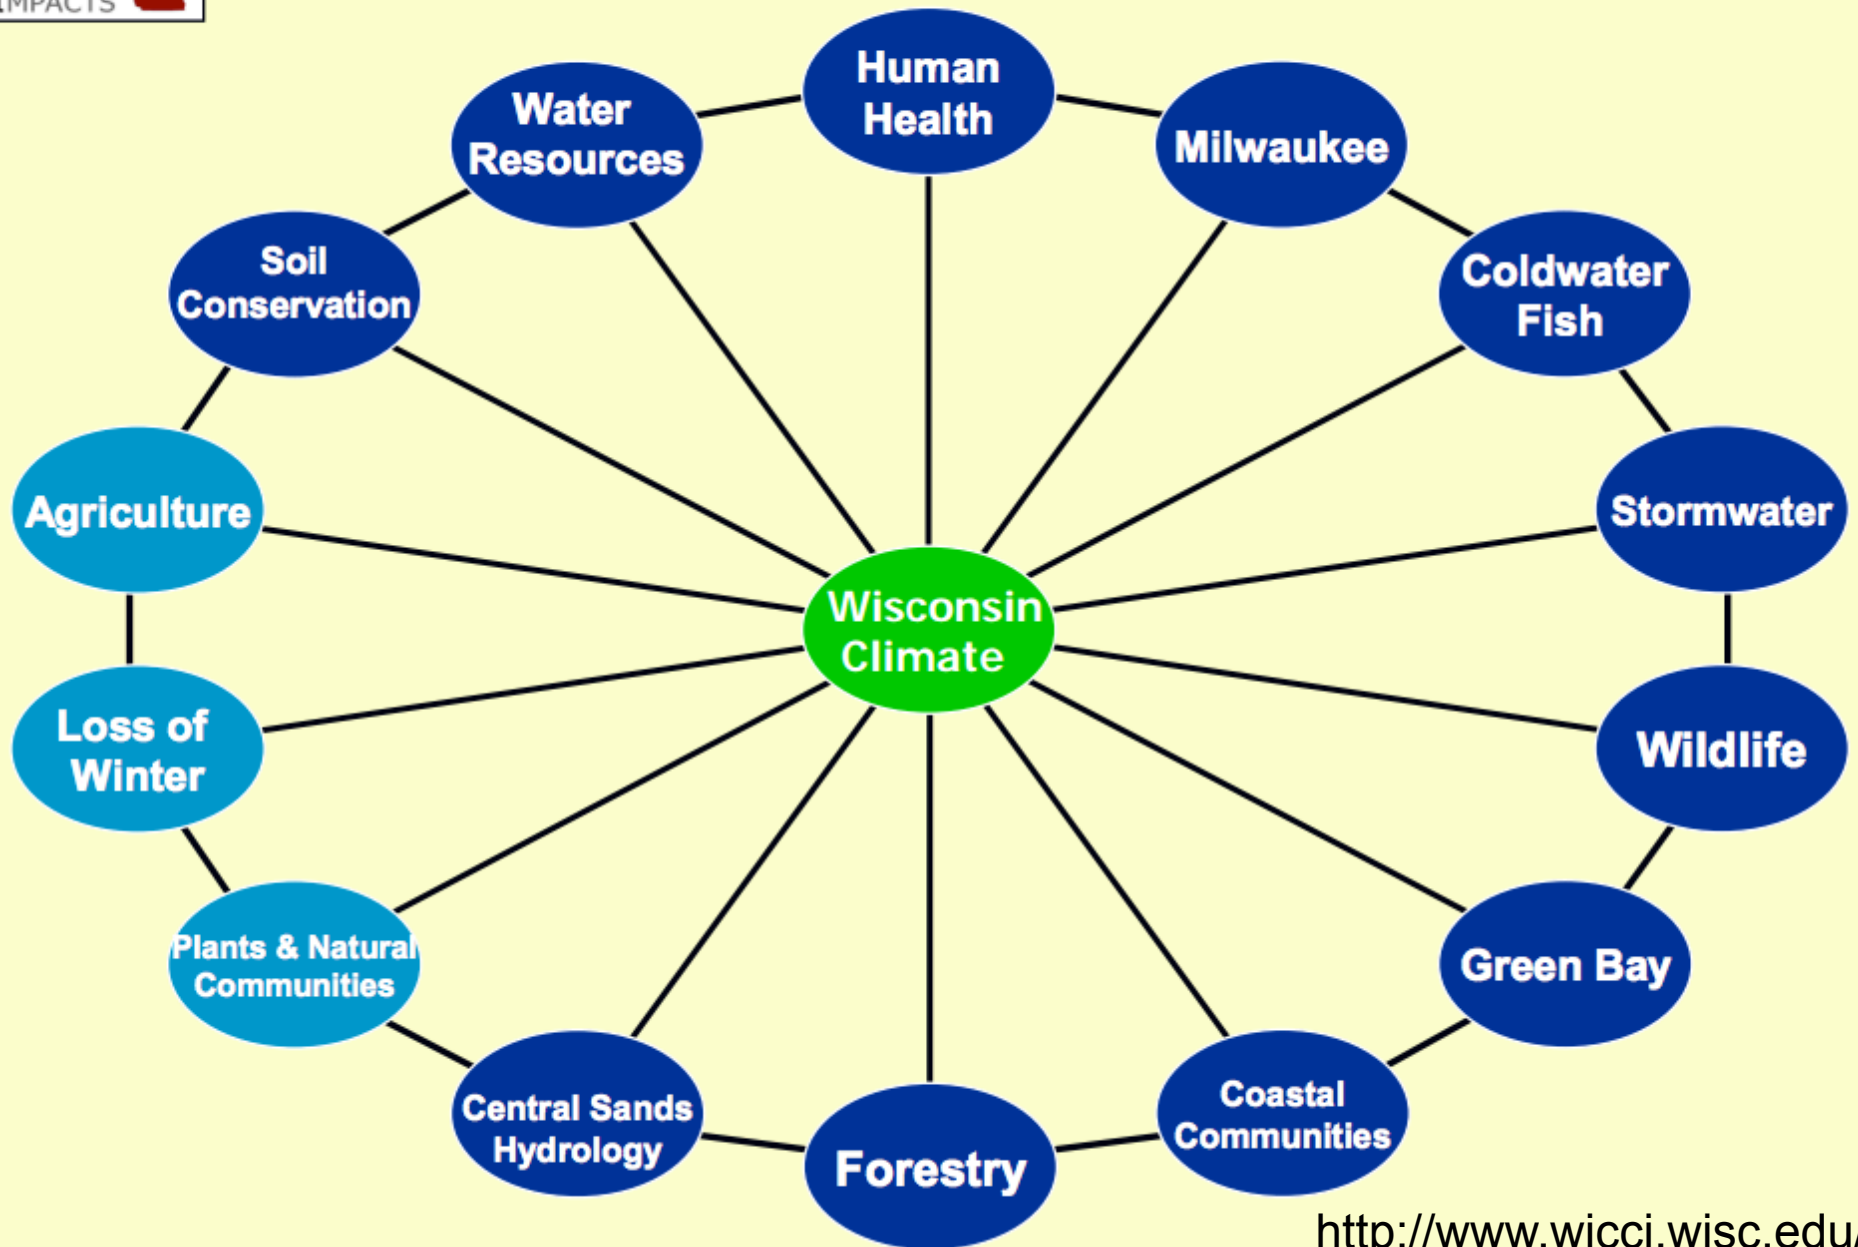 IMPACTS
Human
Health
Water
Resources
Milwaukee
Soil
Conservation
Coldwater
Fish
Agriculture
Stormwater
Wisconsin
Climate
Loss of
Winter
Wildlife
Plants & Natural
Communities
Green Bay
Central Sands
Hydrology
Forestry
Coastal
Communities
http://www.wicci.wisc.edu/